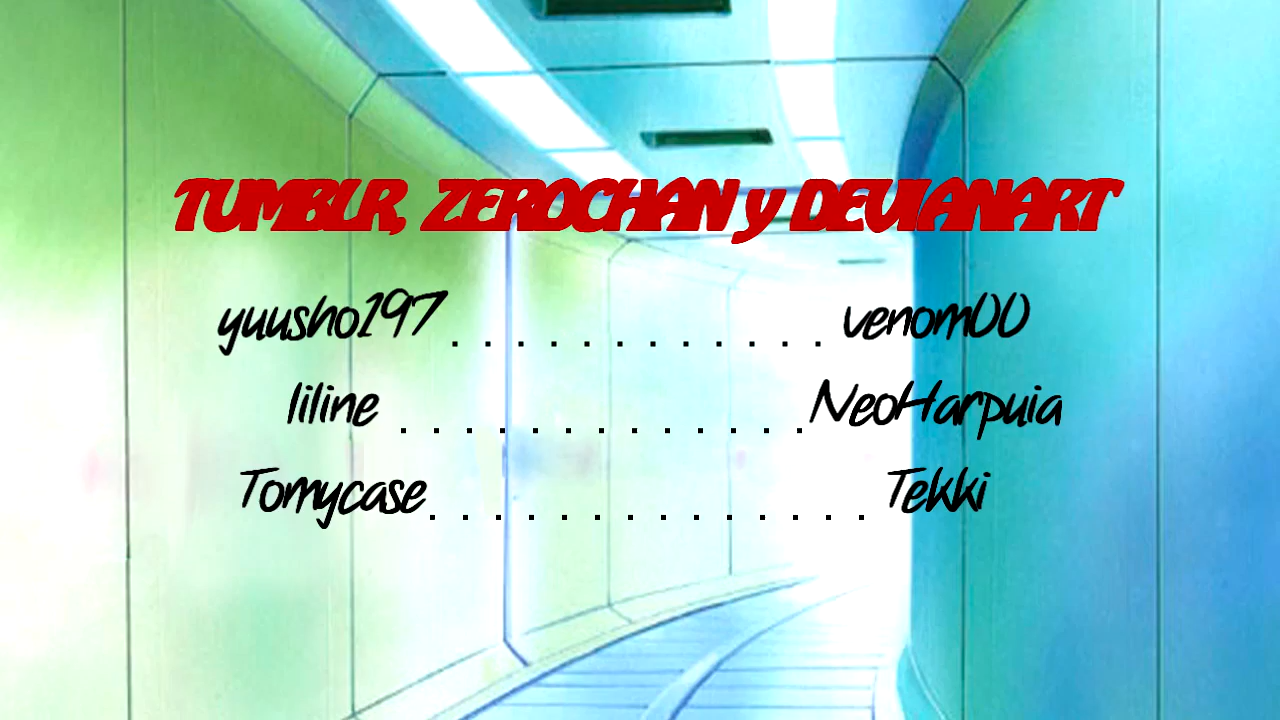 TUMBLR, ZEROCHAN y DEVIANART
yuusho197 . . . . . . . . . . . . venom00
liline . . . . . . . . . . . . . NeoHarpuia
Tomycase . . . . . . . . . . . . . . Tekki